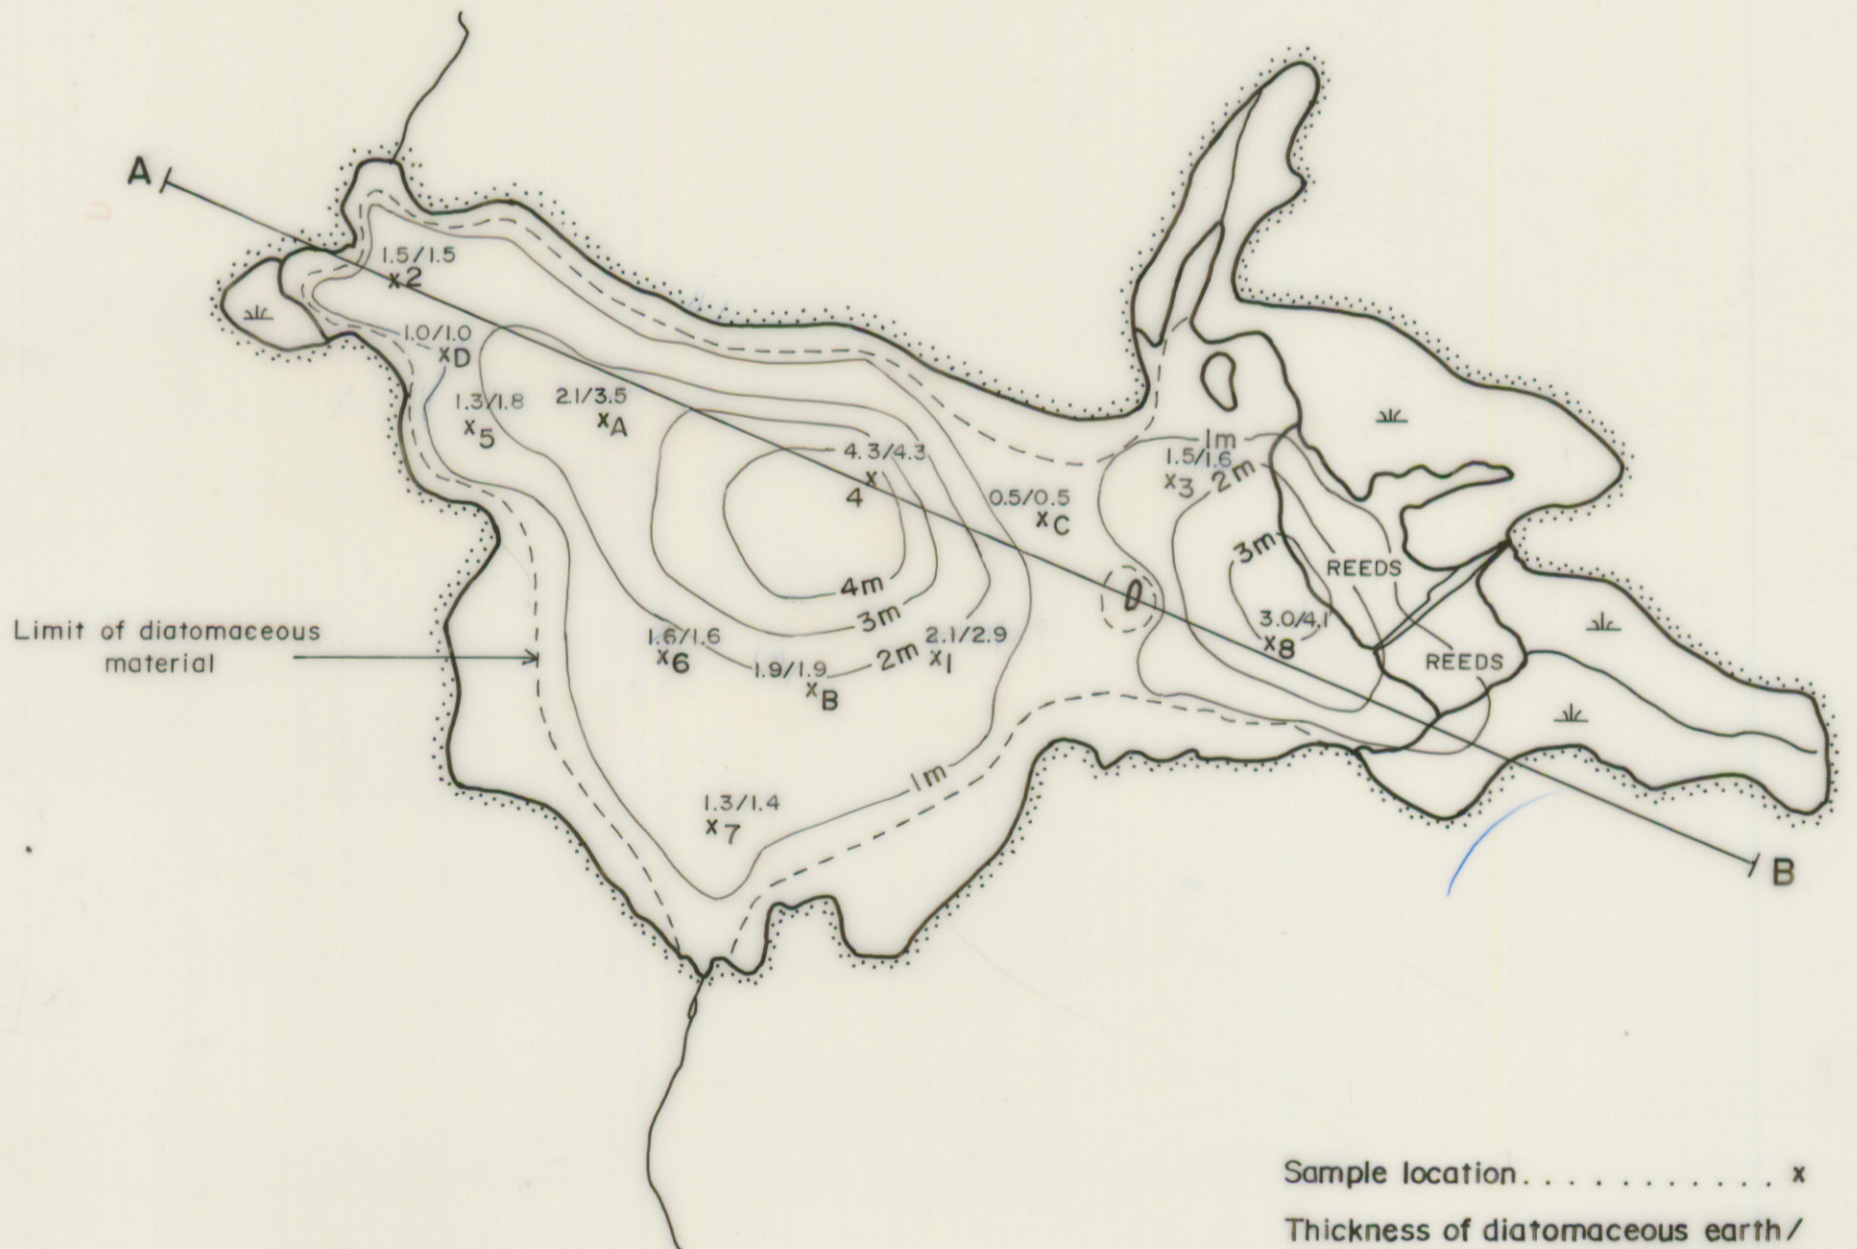 A
1.5/1.5
x2
1.0/1.0
xD
1.3/1.8
x5
2.1/3.5
xA
4.3/4.3
x
4
0.5/0.5
xC
1m
1.5/1.6
x3
2m
3m
REEDS
3.0/4.1
x8
REEDS
4m
3m
2m
1.6/1.6
x6
1.9/1.9
xB
2.1/2.9
x1
Limit of diatomaceous
material
1m
1.3/1.4
x7
B
Sample location . . . . . . . . . . . x
Thickness of diatomaceous earth/